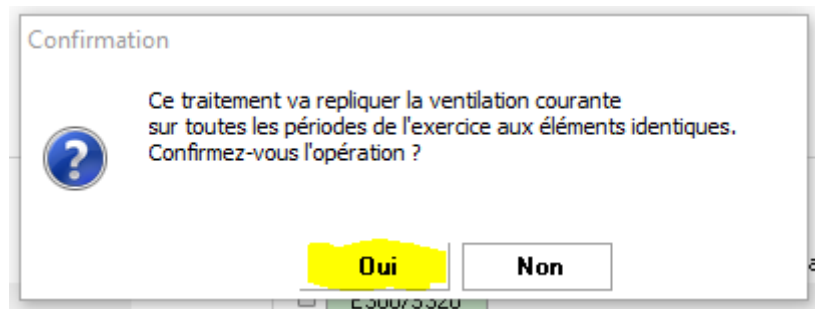 Confirmation
Ce traitement va repliquer la ventilation courante
sur toutes les périodes de l'exercice aux éléments identiques.
Confirmez-vous l'opération ?
Oui
Non